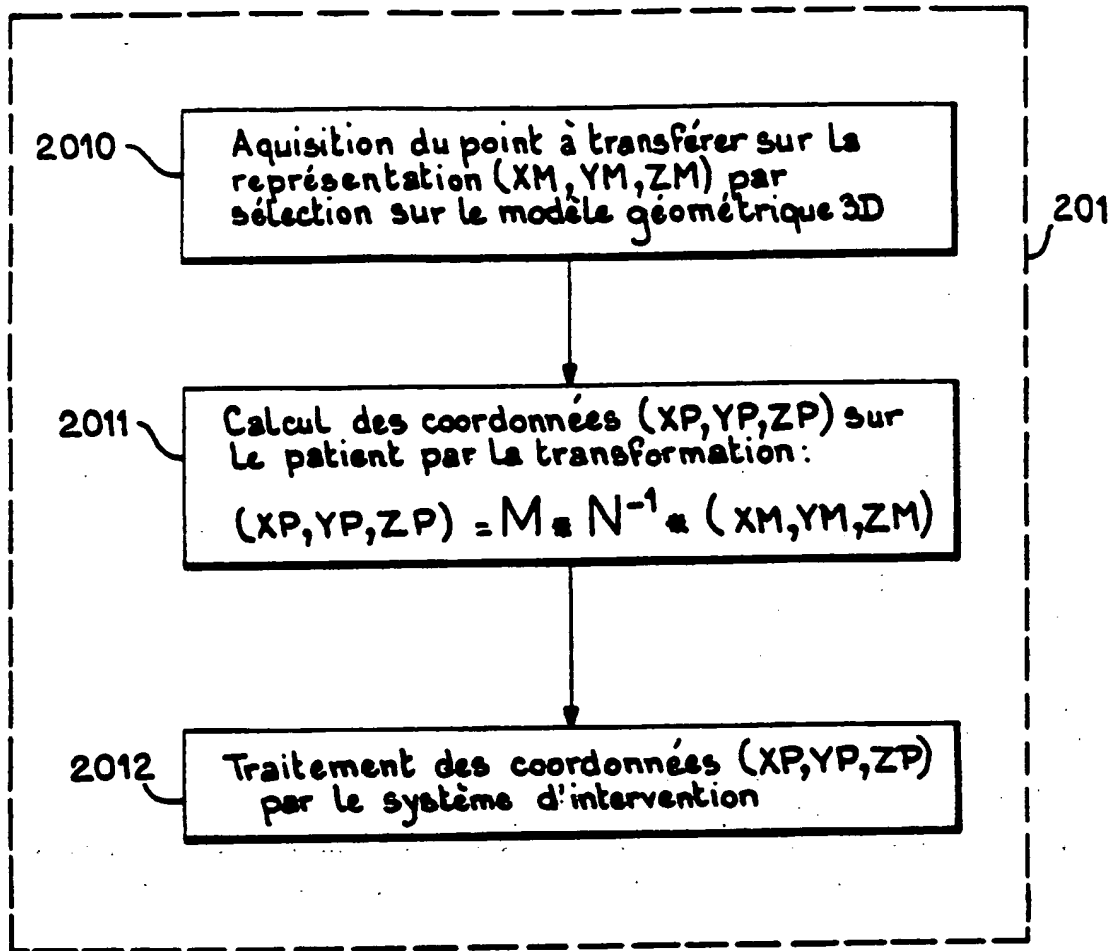 2010
Aquisition du point à transférer sur la
représentation (XM, YM, ZM) par
sélection sur le modèle géométrique 3D
201
2011
Calcul des coordonnées (XP, YP, ZP) sur
le patient par la transformation:
(XP, YP, ZP) = M * N⁻¹ * (XM, YM, ZM)
2012
Traitement des coordonnées (XP, YP, ZP)
par le système d'intervention